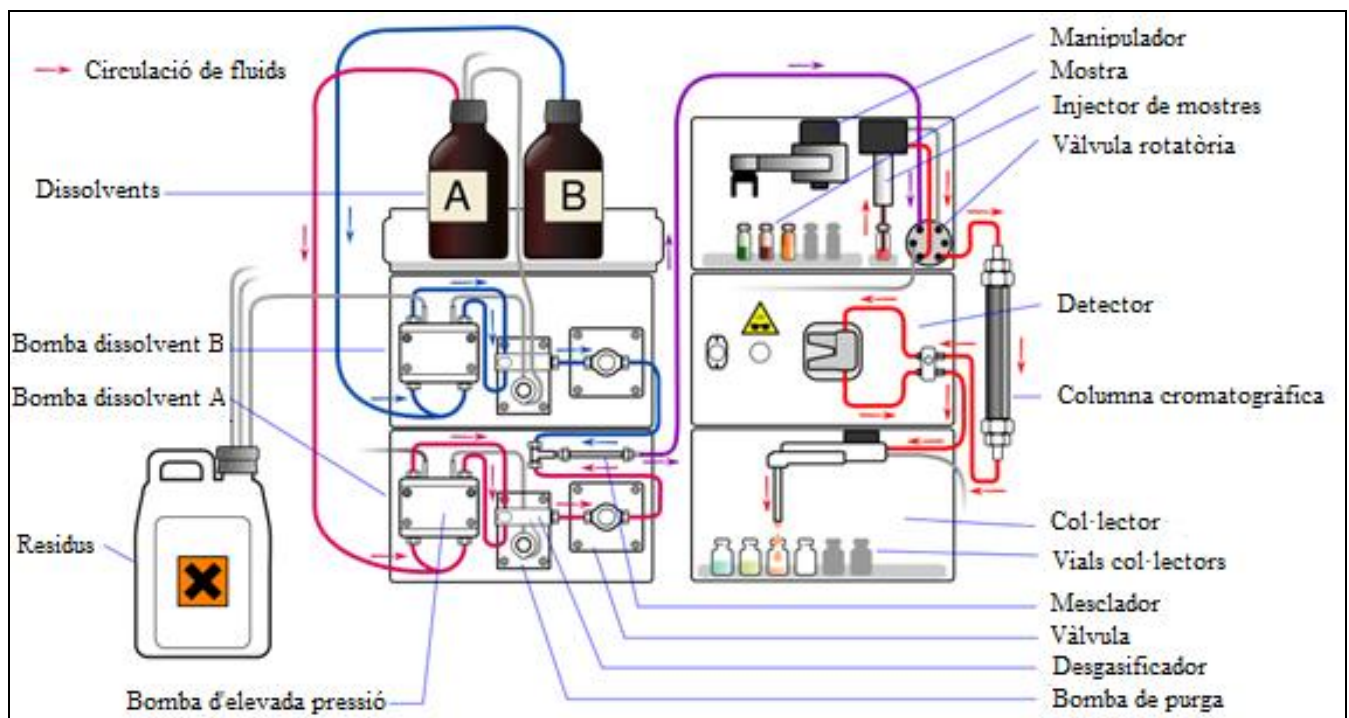 Circulació de fluids
Dissolvents
A
B
Bomba dissolvent B
Bomba dissolvent A
Residus
Bomba d'elevada pressió
Manipulador
Mostra
Injector de mostres
Vàlvula rotatòria
Detector
Columna cromatogràfica
Col·lector
Vials col·lectors
Mesclador
Vàlvula
Desgasificador
Bomba de purga